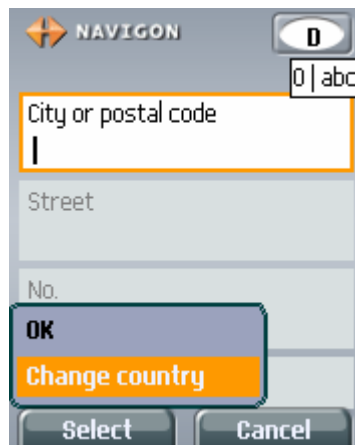 NAVIGON
D
0 | abc
City or postal code
Street
No.
OK
Change country
Select
Cancel